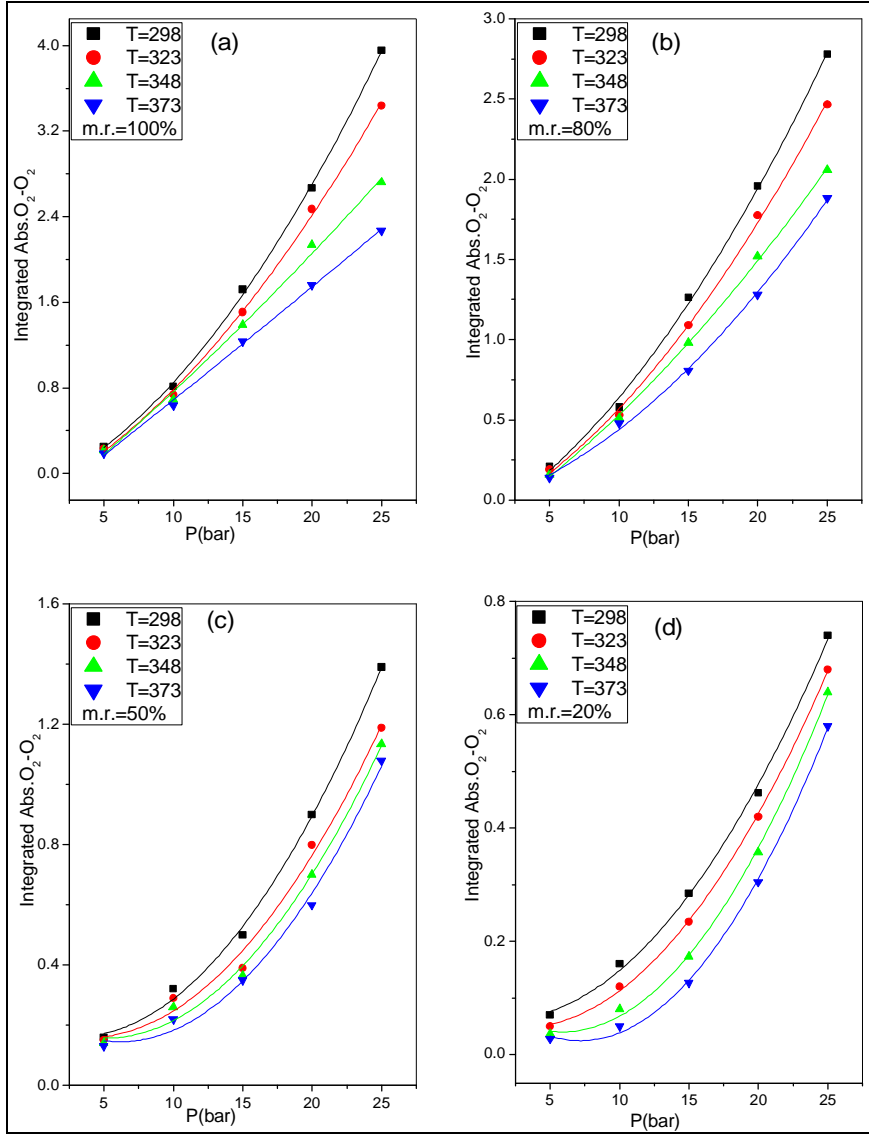 (a)
T=298
T=323
T=348
T=373
m.r.=100%
4.0
3.2
2.4
1.6
0.8
0.0
Integrated Abs.O₂-O₂
5 10 15 20 25
P(bar)
(b)
T=298
T=323
T=348
T=373
m.r.=80%
3.0
2.5
2.0
1.5
1.0
0.5
0.0
Integrated Abs.O₂-O₂
5 10 15 20 25
P(bar)
(c)
T=298
T=323
T=348
T=373
m.r.=50%
1.6
1.2
0.8
0.4
0.0
Integrated Abs.O₂-O₂
5 10 15 20 25
P(bar)
(d)
T=298
T=323
T=348
T=373
m.r.=20%
0.8
0.6
0.4
0.2
0.0
Integrated Abs.O₂-O₂
5 10 15 20 25
P(bar)